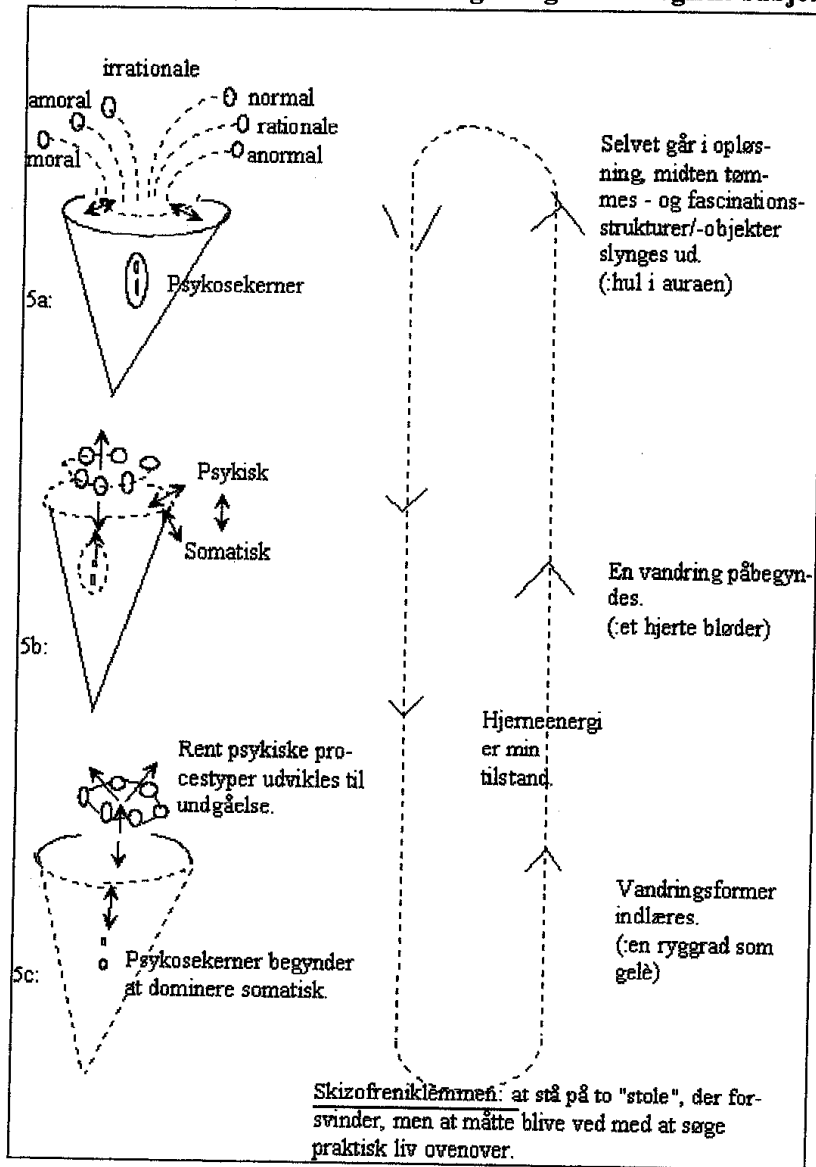 irrationale
amoral
normal
rationale
moral
anormal
Psykosekerner
5a:
Selvet går i opløs-
ning, midten tøm-
mes - og fascinations-
strukturer/-objekter
slynges ud.
(:hul i auraen)
Psykisk
Somatisk
5b:
En vandring påbegyn-
des.
(:et hjerte bløder)
Hjerneenergi
er min
tilstand.
Rent psykiske pro-
cestyper udvikles til
undgåelse.
Vandringsformer
indlæres.
(:en ryggrad som
gelè)
5c:
Psykosekerner begynder
at dominere somatisk.
Skizofreniklèmmen: at stå på to "stole", der for-
svinder, men at måtte blive ved med at søge
praktisk liv ovenover.